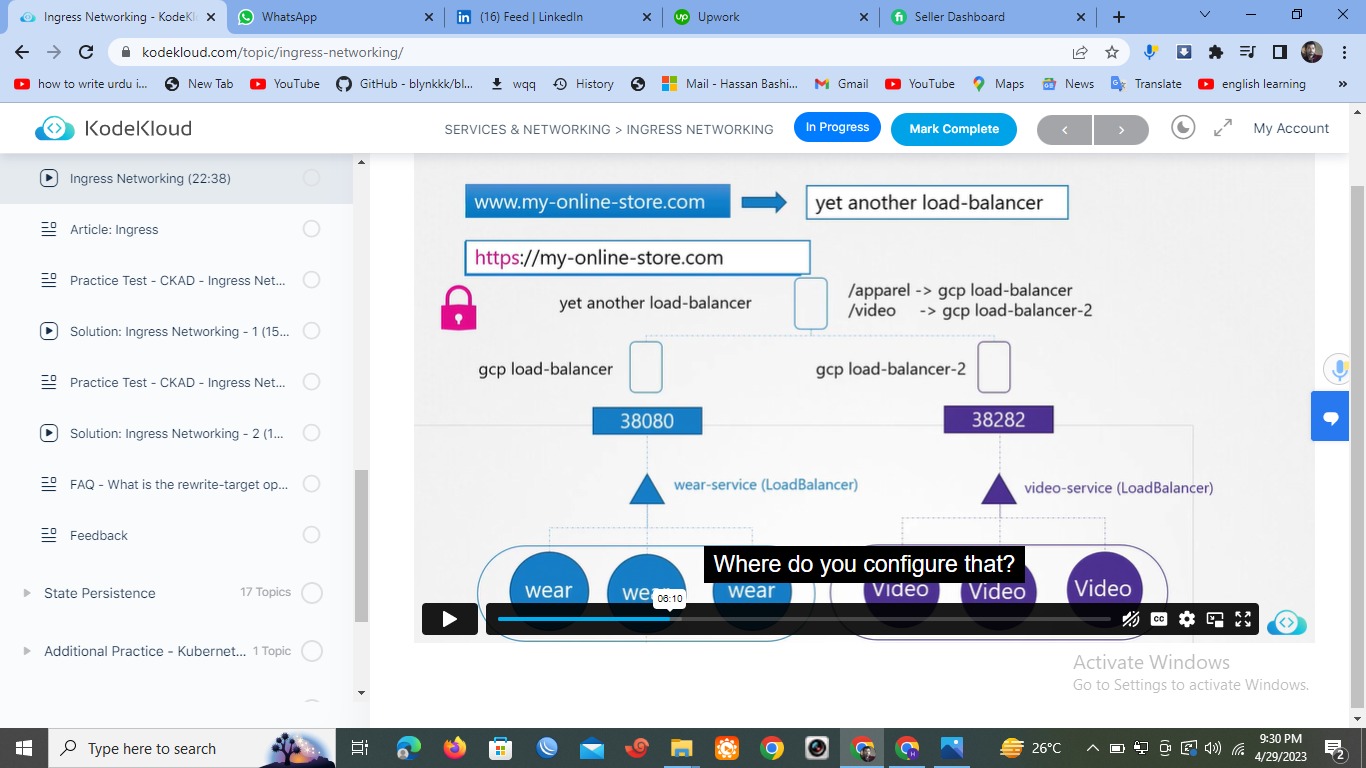 Ingress Networking - KodeKl
WhatsApp
(16) Feed | LinkedIn
Upwork
Seller Dashboard
kodekloud.com/topic/ingress-networking/
how to write urdu i...
New Tab
YouTube
GitHub - blynkkk/bl...
wqq
History
Mail - Hassan Bashi...
Gmail
YouTube
Maps
News
Translate
english learning
»
KodeKloud
SERVICES & NETWORKING > INGRESS NETWORKING
In Progress
Mark Complete
<
>
My Account
Ingress Networking (22:38)
Article: Ingress
Practice Test - CKAD - Ingress Net...
Solution: Ingress Networking - 1 (15...
Practice Test - CKAD - Ingress Net...
Solution: Ingress Networking - 2 (1...
FAQ - What is the rewrite-target op...
Feedback
State Persistence
17 Topics
Additional Practice - Kubernet...
1 Topic
www.my-online-store.com
yet another load-balancer
https://my-online-store.com
yet another load-balancer
/apparel -> gcp load-balancer
/video -> gcp load-balancer-2
gcp load-balancer
gcp load-balancer-2
38080
38282
wear-service (LoadBalancer)
video-service (LoadBalancer)
Where do you configure that?
wear
wear
Video
Video
Video
06:10
CC
Activate Windows
Go to Settings to activate Windows.
Type here to search
26°C
9:30 PM
4/29/2023
2